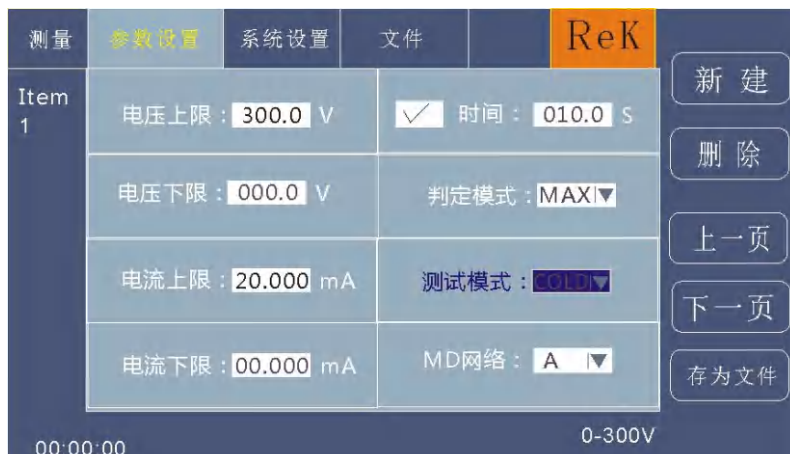 测量 参数设置 系统设置 文件 ReK
Item
1
电压上限：300.0 V
时间：010.0 S
电压下限：000.0 V
判定模式：MAX
电流上限：20.000 mA
测试模式：COLD
电流下限：00.000 mA
MD网络：A
新建
删除
上一页
下一页
存为文件
00:00:00
0-300V